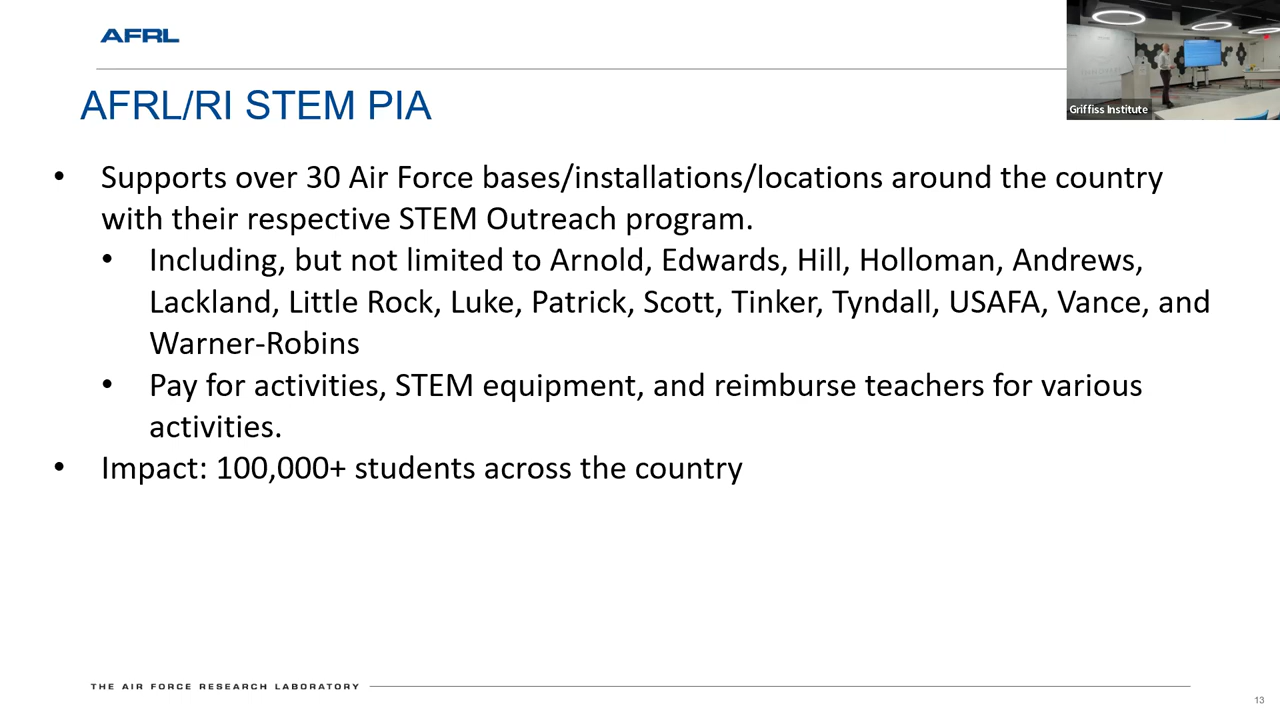 AFRL
Griffiss Institute
AFRL/RI STEM PIA
• Supports over 30 Air Force bases/installations/locations around the country
with their respective STEM Outreach program.
• Including, but not limited to Arnold, Edwards, Hill, Holloman, Andrews,
Lackland, Little Rock, Luke, Patrick, Scott, Tinker, Tyndall, USAFA, Vance, and
Warner-Robins
• Pay for activities, STEM equipment, and reimburse teachers for various
activities.
• Impact: 100,000+ students across the country
THE AIR FORCE RESEARCH LABORATORY
13